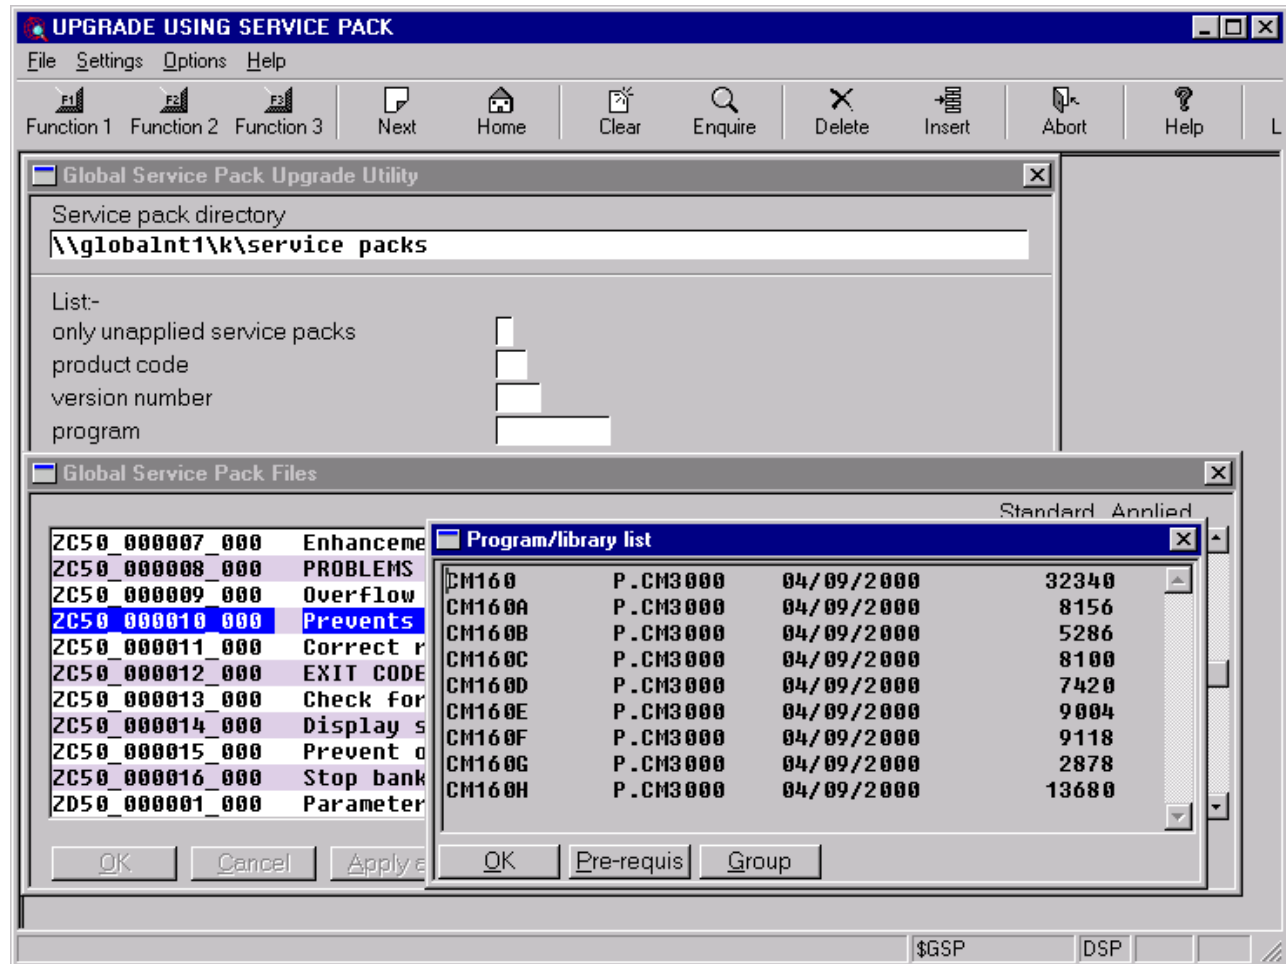 UPGRADE USING SERVICE PACK
File Settings Options Help
F1 F2 F3
Function 1 Function 2 Function 3 Next Home Clear Enquire Delete Insert Abort Help L
Global Service Pack Upgrade Utility
Service pack directory
\\globalnt1\k\service packs
List:-
only unapplied service packs
product code
version number
program
Global Service Pack Files
Standard Applied
ZC50_000007_000 Enhanceme
ZC50_000008_000 PROBLEMS
ZC50_000009_000 Overflow
ZC50_000010_000 Prevents
ZC50_000011_000 Correct r
ZC50_000012_000 EXIT CODE
ZC50_000013_000 Check for
ZC50_000014_000 Display s
ZC50_000015_000 Prevent o
ZC50_000016_000 Stop bank
ZD50_000001_000 Parameter
OK Cancel Apply a
Program/library list
CM160 P.CM3000 04/09/2000 32340
CM160A P.CM3000 04/09/2000 8156
CM160B P.CM3000 04/09/2000 5286
CM160C P.CM3000 04/09/2000 8100
CM160D P.CM3000 04/09/2000 7420
CM160E P.CM3000 04/09/2000 9004
CM160F P.CM3000 04/09/2000 9118
CM160G P.CM3000 04/09/2000 2878
CM160H P.CM3000 04/09/2000 13680
OK Pre-requis Group
$GSP DSP